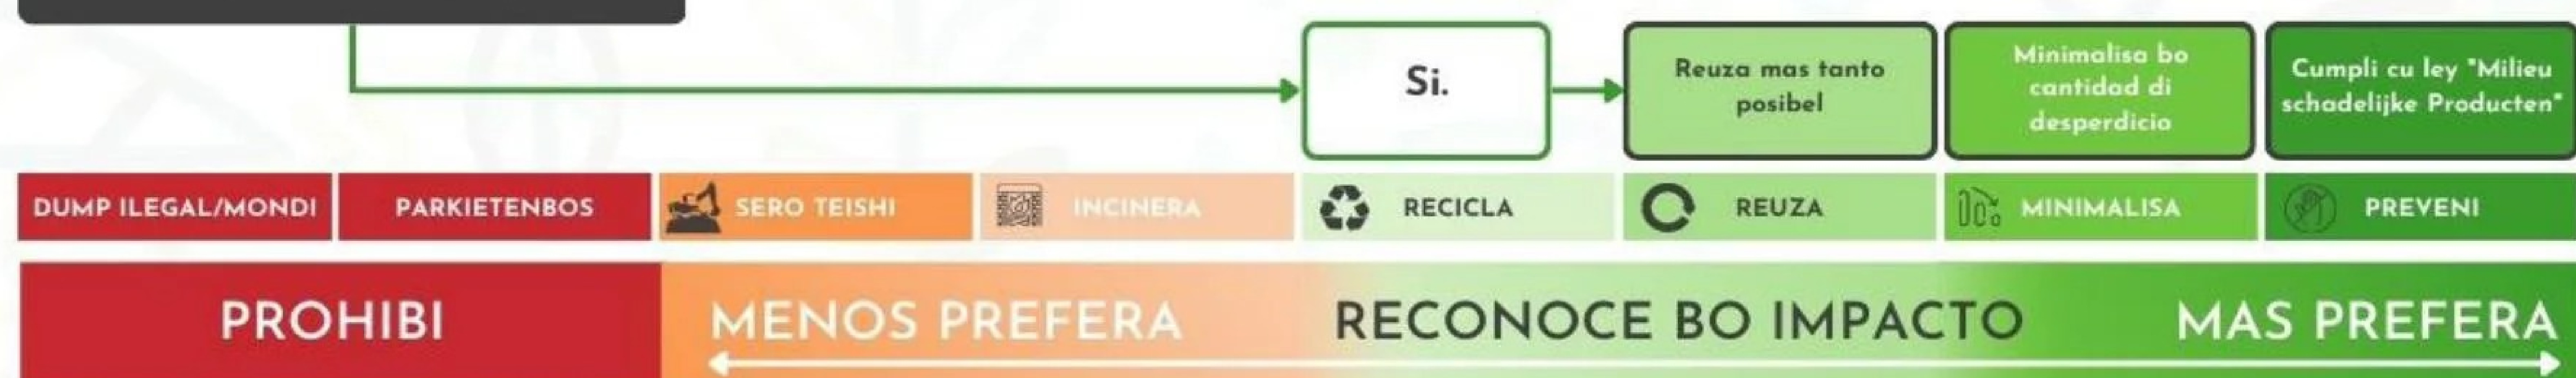 Si.
Reuza mas tanto
posibel
Minimalisa bo
cantidad di
desperdicio
Cumpli cu ley "Milieu
schadelijke Producten"
DUMP ILEGAL/MONDI
PARKIETENBOS
SERO TEISHI
INCINERA
RECICLA
REUZA
MINIMALISA
PREVENI
PROHIBI
MENOS PREFERA
RECONOCE BO IMPACTO
MAS PREFERA